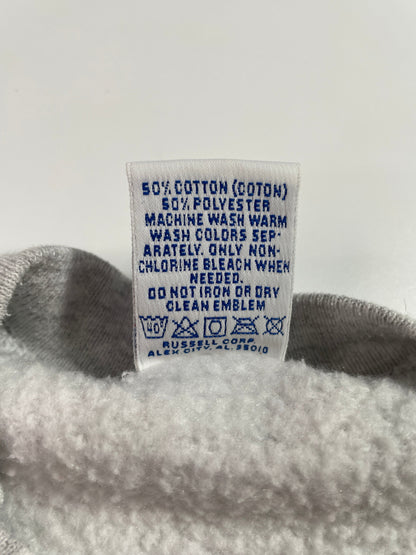 50% COTTON (COTON)
50% POLYESTER
MACHINE WASH WARM
WASH COLORS SEP-
ARATELY. ONLY NON-
CHLORINE BLEACH WHEN
NEEDED.
DO NOT IRON OR DRY
CLEAN EMBLEM
40°
RUSSELL CORP
ALEX CITY, AL. 35010